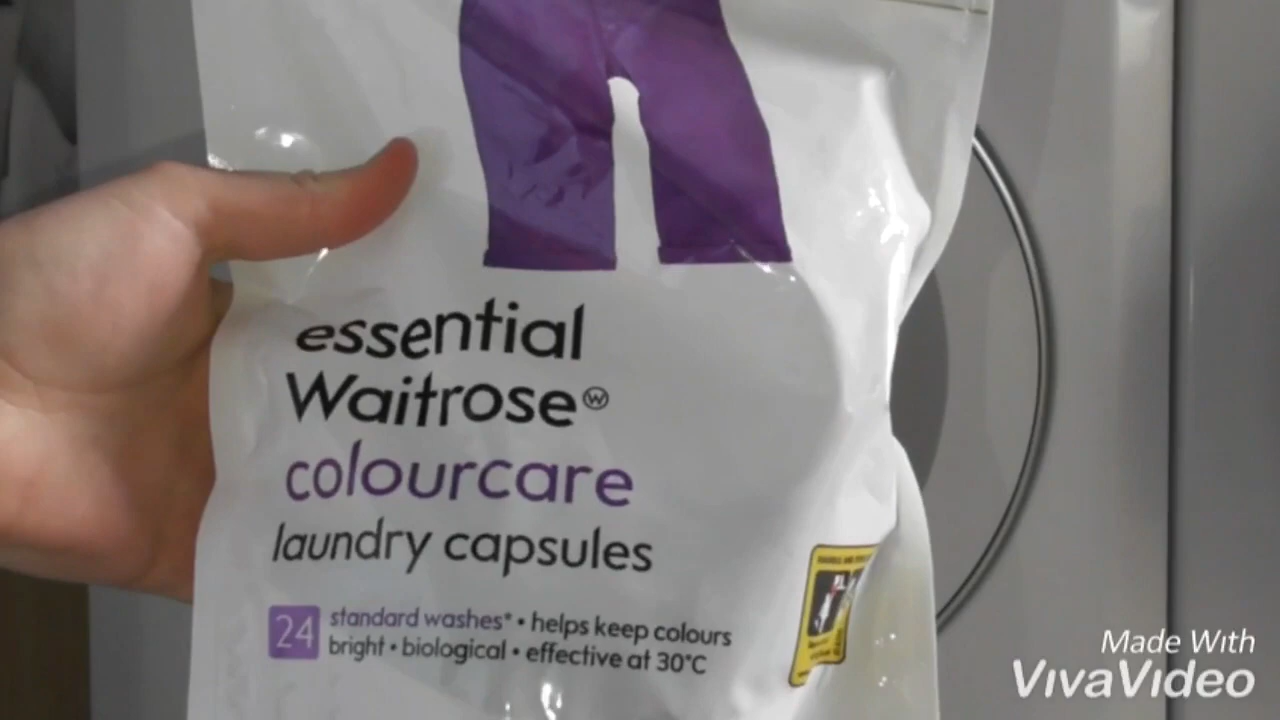 essential
Waitrose
colourcare
laundry capsules
24
standard washes* • helps keep colours
bright • biological • effective at 30°C
Made With
VivaVideo